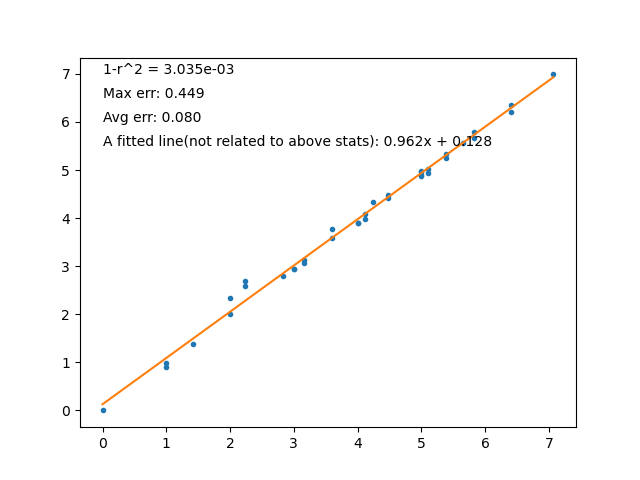 1-r^2 = 3.035e-03
Max err: 0.449
Avg err: 0.080
A fitted line(not related to above stats): 0.962x + 0.128
7
6
5
4
3
2
1
0
0 1 2 3 4 5 6 7